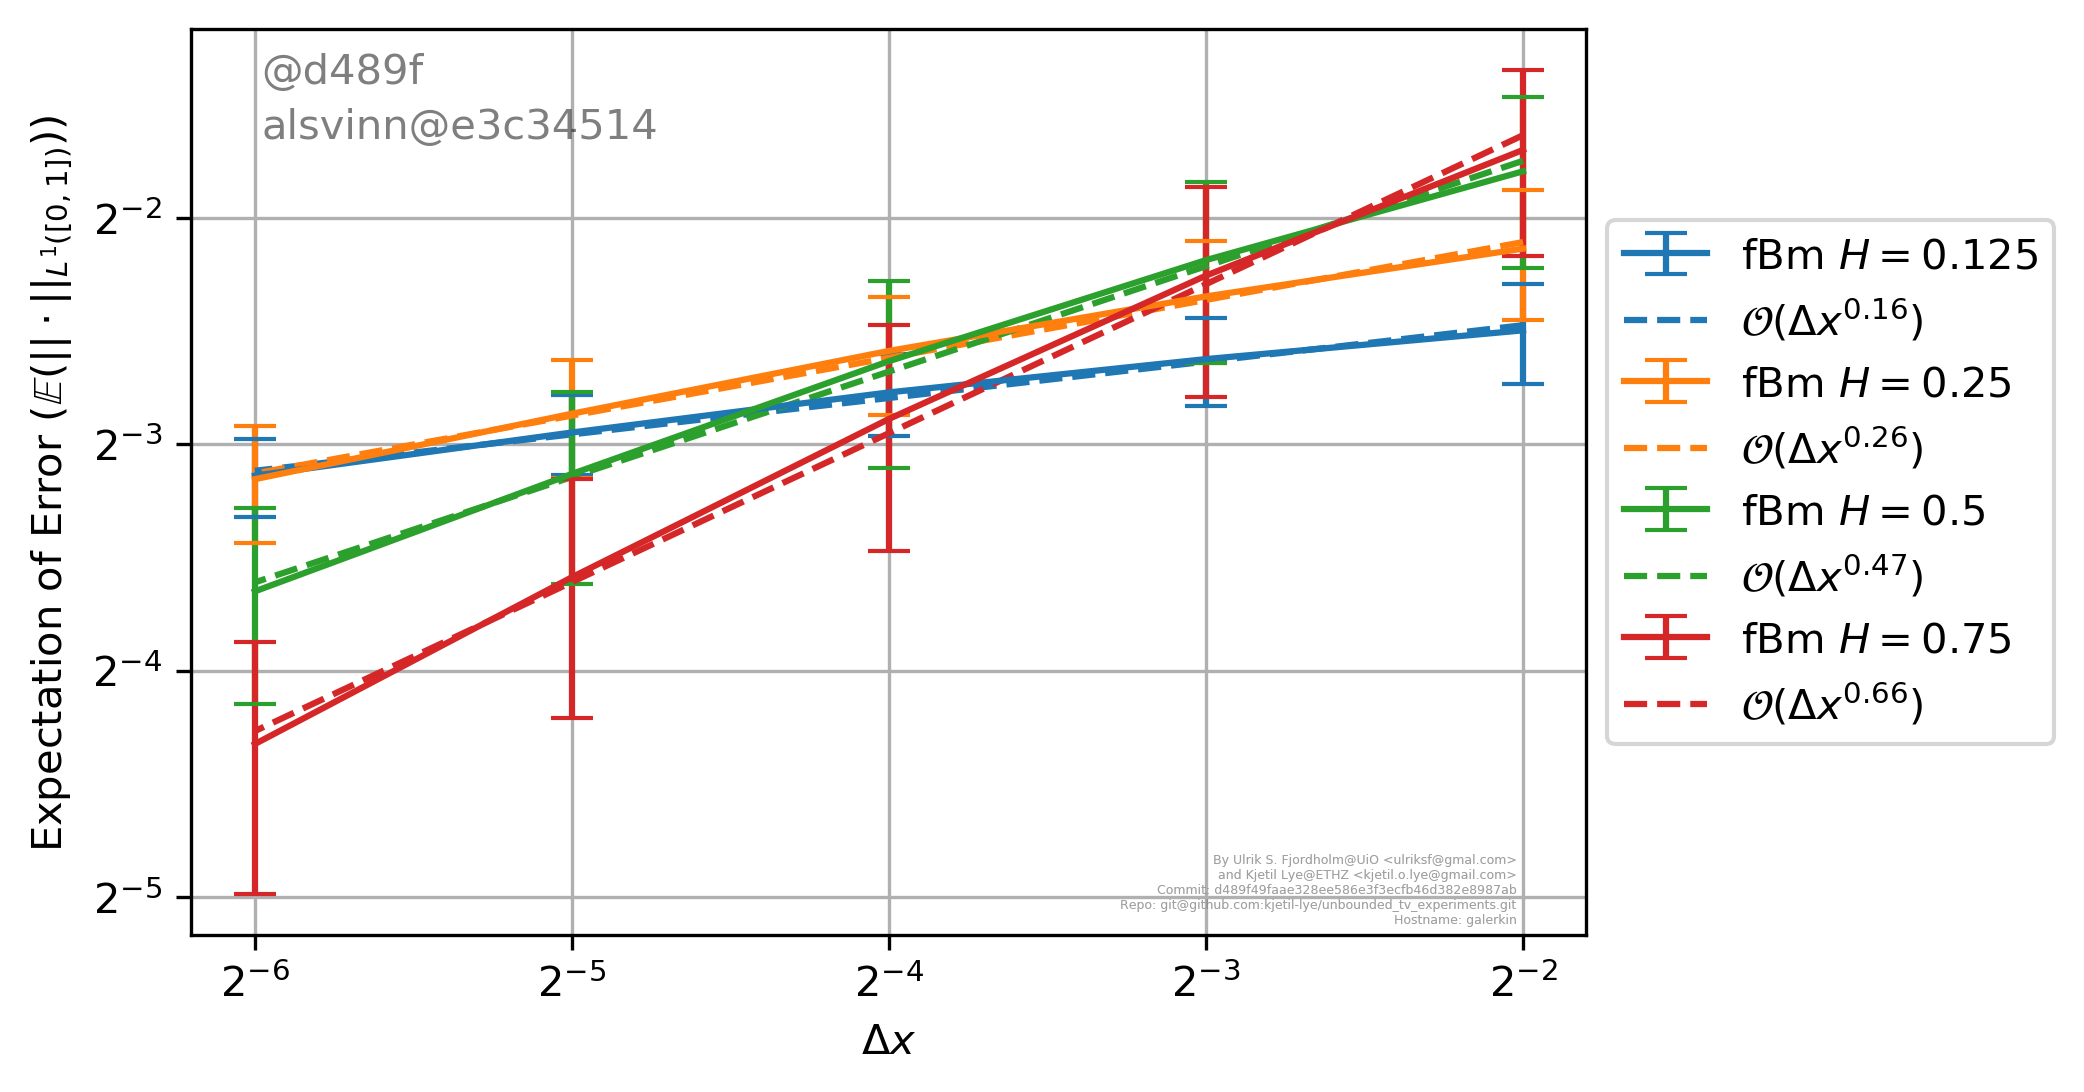 @d489f
alsvinn@e3c34514
Expectation of Error (𝔼(|| · ||_{L^1([0,1])}))
2^{-2}
2^{-3}
2^{-4}
2^{-5}
By Ulrik S. Fjordholm@UiO <ulriksf@gmal.com>
and Kjetil Lye@ETHZ <kjetil.o.lye@gmail.com>
Commit: d489f49faae328ee586e3f3ecfb46d382e8987ab
Repo: git@github.com:kjetil-lye/unbounded_tv_experiments.git
Hostname: galerkin
2^{-6} 2^{-5} 2^{-4} 2^{-3} 2^{-2}
Δx
fBm H = 0.125
𝒪(Δx^{0.16})
fBm H = 0.25
𝒪(Δx^{0.26})
fBm H = 0.5
𝒪(Δx^{0.47})
fBm H = 0.75
𝒪(Δx^{0.66})